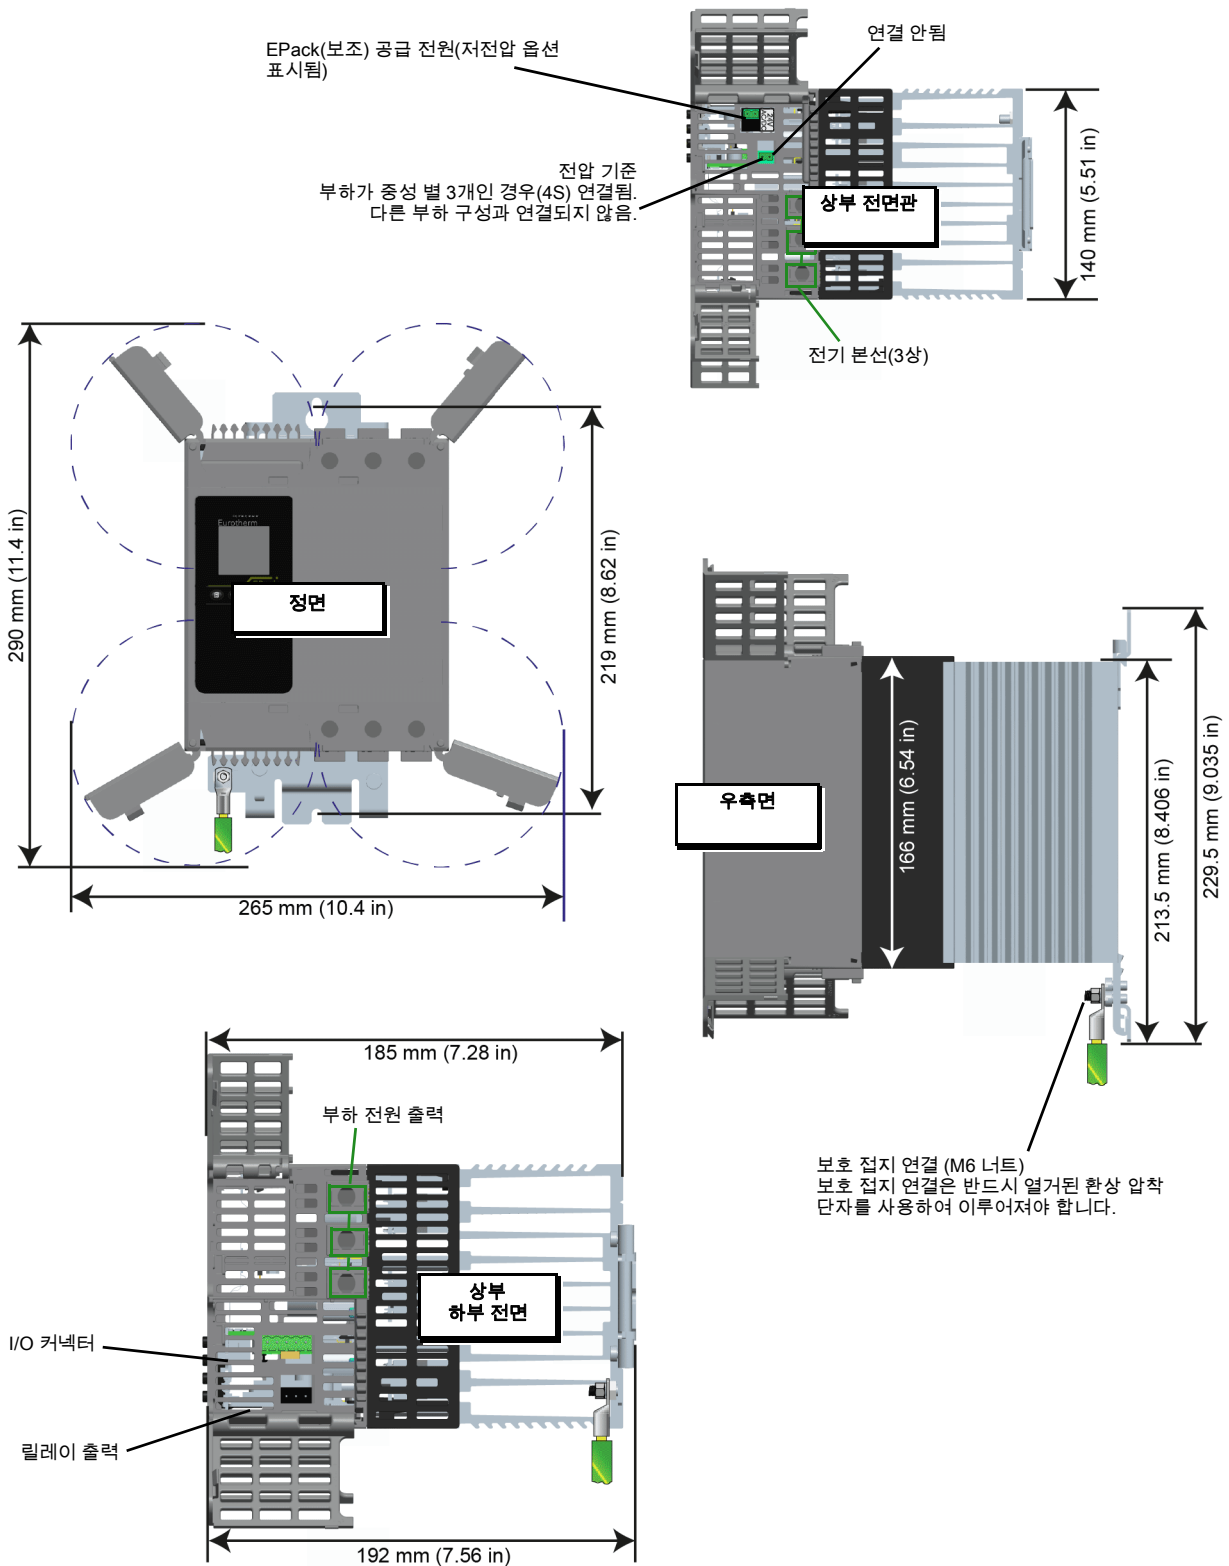 EPack(보조) 공급 전원(저전압 옵션
표시됨)
연결 안됨
24V
AC/DC
전압 기준
부하가 중성 별 3개인 경우(4S) 연결됨.
다른 부하 구성과 연결되지 않음.
상부 전면관
140 mm (5.51 in)
전기 본선(3상)
290 mm (11.4 in)
Eurotherm
정면
219 mm (8.62 in)
265 mm (10.4 in)
우측면
166 mm (6.54 in)
213.5 mm (8.406 in)
229.5 mm (9.035 in)
보호 접지 연결 (M6 너트)
보호 접지 연결은 반드시 열거된 환상 압착
단자를 사용하여 이루어져야 합니다.
185 mm (7.28 in)
부하 전원 출력
상부
하부 전면
I/O 커넥터
릴레이 출력
192 mm (7.56 in)